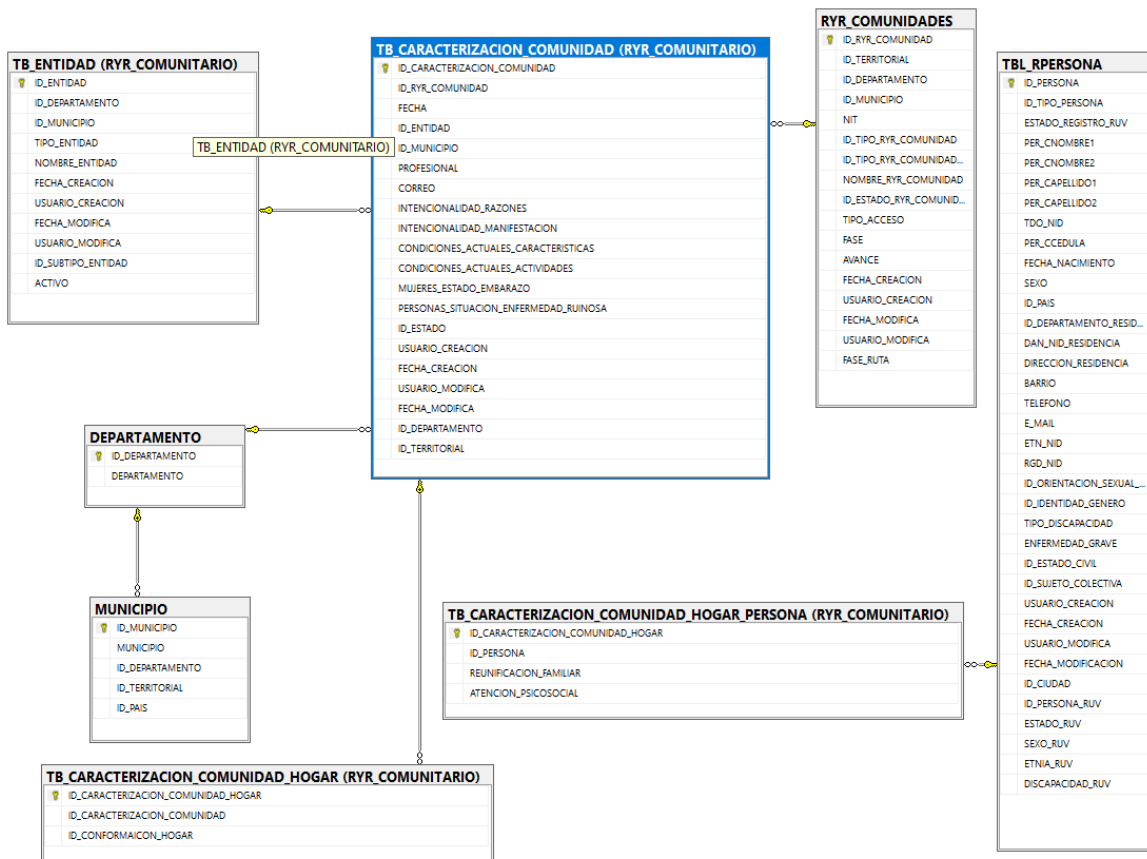 TB_ENTIDAD (RYR_COMUNITARIO)
ID_ENTIDAD
ID_DEPARTAMENTO
ID_MUNICIPIO
TIPO_ENTIDAD
NOMBRE_ENTIDAD
FECHA_CREACION
USUARIO_CREACION
FECHA_MODIFICA
USUARIO_MODIFICA
ID_SUBTIPO_ENTIDAD
ACTIVO
TB_ENTIDAD (RYR_COMUNITARIO)
TB_CARACTERIZACION_COMUNIDAD (RYR_COMUNITARIO)
ID_CARACTERIZACION_COMUNIDAD
ID_RYR_COMUNIDAD
FECHA
ID_ENTIDAD
ID_MUNICIPIO
PROFESIONAL
CORREO
INTENCIONALIDAD_RAZONES
INTENCIONALIDAD_MANIFESTACION
CONDICIONES_ACTUALES_CARACTERISTICAS
CONDICIONES_ACTUALES_ACTIVIDADES
MUJERES_ESTADO_EMBARAZO
PERSONAS_SITUACION_ENFERMEDAD_RUINOSA
ID_ESTADO
USUARIO_CREACION
FECHA_CREACION
USUARIO_MODIFICA
FECHA_MODIFICA
ID_DEPARTAMENTO
ID_TERRITORIAL
RYR_COMUNIDADES
ID_RYR_COMUNIDAD
ID_TERRITORIAL
ID_DEPARTAMENTO
ID_MUNICIPIO
NIT
ID_TIPO_RYR_COMUNIDAD
ID_TIPO_RYR_COMUNIDAD...
NOMBRE_RYR_COMUNIDAD
ID_ESTADO_RYR_COMUNID...
TIPO_ACCESO
FASE
AVANCE
FECHA_CREACION
USUARIO_CREACION
FECHA_MODIFICA
USUARIO_MODIFICA
FASE_RUTA
TBL_RPERSONA
ID_PERSONA
ID_TIPO_PERSONA
ESTADO_REGISTRO_RUV
PER_CNOMBRE1
PER_CNOMBRE2
PER_CAPELLIDO1
PER_CAPELLIDO2
TDO_NID
PER_CCEDULA
FECHA_NACIMIENTO
SEXO
ID_PAIS
ID_DEPARTAMENTO_RESID...
DAN_NID_RESIDENCIA
DIRECCION_RESIDENCIA
BARRIO
TELEFONO
E_MAIL
ETN_NID
RGD_NID
ID_ORIENTACION_SEXUAL_...
ID_IDENTIDAD_GENERO
TIPO_DISCAPACIDAD
ENFERMEDAD_GRAVE
ID_ESTADO_CIVIL
ID_SUJETO_COLECTIVA
USUARIO_CREACION
FECHA_CREACION
USUARIO_MODIFICA
FECHA_MODIFICACION
ID_CIUDAD
ID_PERSONA_RUV
ESTADO_RUV
SEXO_RUV
ETNIA_RUV
DISCAPACIDAD_RUV
DEPARTAMENTO
ID_DEPARTAMENTO
DEPARTAMENTO
MUNICIPIO
ID_MUNICIPIO
MUNICIPIO
ID_DEPARTAMENTO
ID_TERRITORIAL
ID_PAIS
TB_CARACTERIZACION_COMUNIDAD_HOGAR_PERSONA (RYR_COMUNITARIO)
ID_CARACTERIZACION_COMUNIDAD_HOGAR
ID_PERSONA
REUNIFICACION_FAMILIAR
ATENCION_PSICOSOCIAL
TB_CARACTERIZACION_COMUNIDAD_HOGAR (RYR_COMUNITARIO)
ID_CARACTERIZACION_COMUNIDAD_HOGAR
ID_CARACTERIZACION_COMUNIDAD
ID_CONFORMAICON_HOGAR